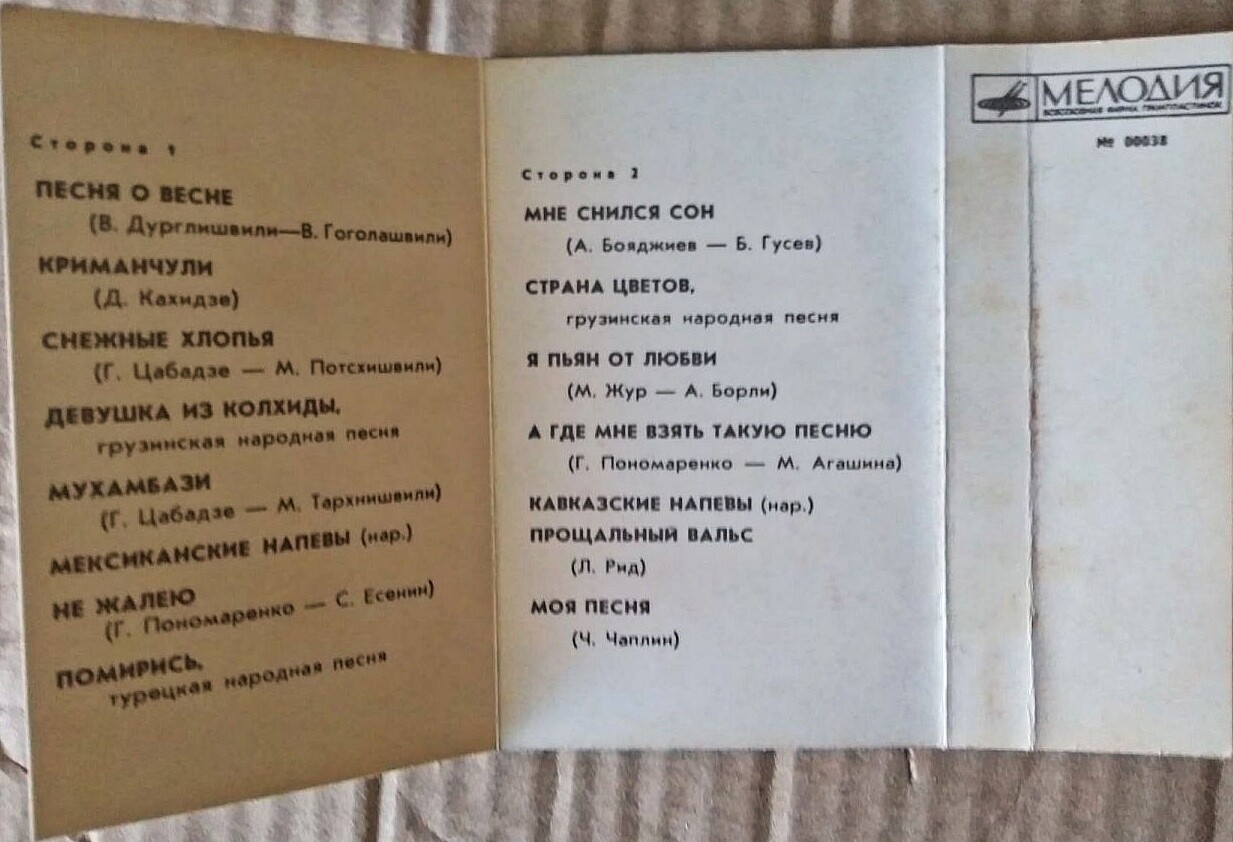 Сторона 1
ПЕСНЯ О ВЕСНЕ
(В. Дурглишвили—В. Гоголашвили)
КРИМАНЧУЛИ
(Д. Кахидзе)
СНЕЖНЫЕ ХЛОПЬЯ
(Г. Цабадзе — М. Потсхишвили)
ДЕВУШКА ИЗ КОЛХИДЫ,
грузинская народная песня
МУХАМБАЗИ
(Г. Цабадзе — М. Тархнишвили)
МЕКСИКАНСКИЕ НАПЕВЫ (нар.)
НЕ ЖАЛЕЮ
(Г. Пономаренко — С. Есенин)
ПОМИРИСЬ,
турецкая народная песня
Сторона 2
МНЕ СНИЛСЯ СОН
(А. Бояджиев — Б. Гусев)
СТРАНА ЦВЕТОВ,
грузинская народная песня
Я ПЬЯН ОТ ЛЮБВИ
(М. Жур — А. Борли)
А ГДЕ МНЕ ВЗЯТЬ ТАКУЮ ПЕСНЮ
(Г. Пономаренко — М. Агашина)
КАВКАЗСКИЕ НАПЕВЫ (нар.)
ПРОЩАЛЬНЫЙ ВАЛЬС
(Л. Рид)
МОЯ ПЕСНЯ
(Ч. Чаплин)
МЕЛОДИЯ
ВСЕСОЮЗНАЯ ФИРМА ГРАМПЛАСТИНОК
№ 00038